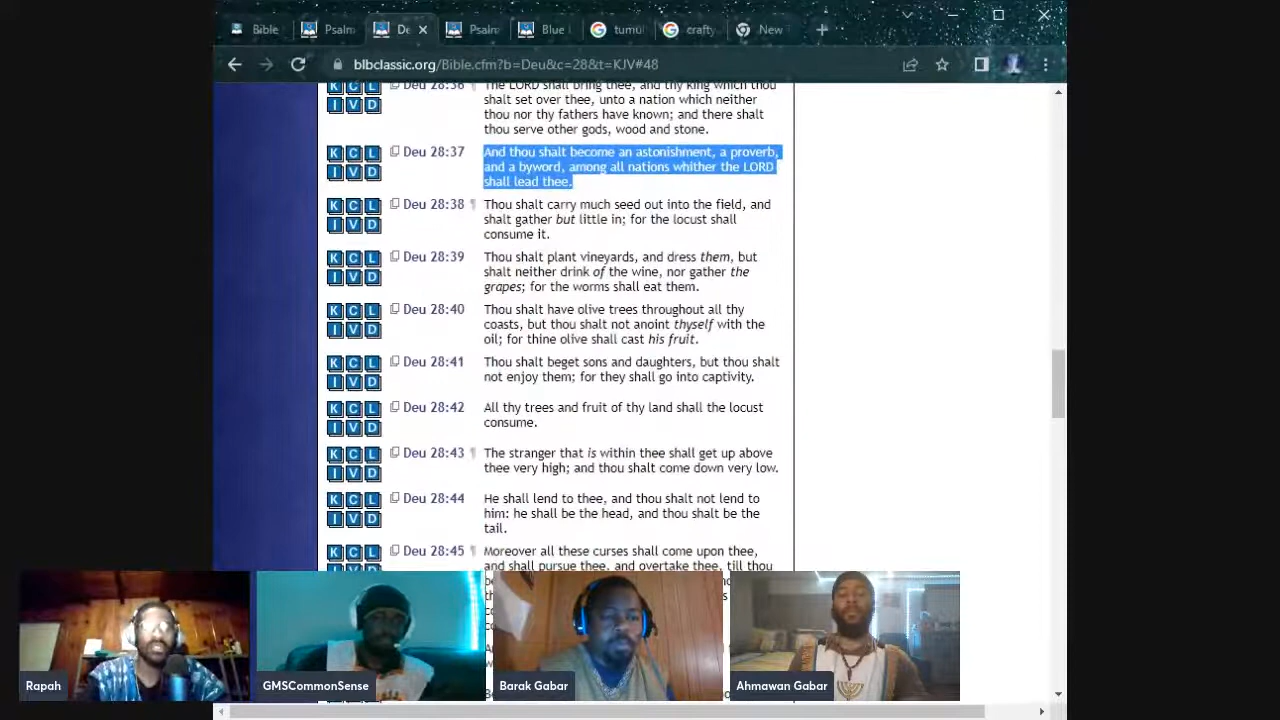 Bible
Psalm
De
Psalm
Blue
tumul
crafty
New
blbclassic.org/Bible.cfm?b=Deu&c=28&t=KJV#48
K C L
I V D
Deu 28:36
¶
The LORD shall bring thee, and thy king which thou
shalt set over thee, unto a nation which neither
thou nor thy fathers have known; and there shalt
thou serve other gods, wood and stone.
K C L
I V D
Deu 28:37
And thou shalt become an astonishment, a proverb,
and a byword, among all nations whither the LORD
shall lead thee.
K C L
I V D
Deu 28:38 ¶
Thou shalt carry much seed out into the field, and
shalt gather but little in; for the locust shall
consume it.
K C L
I V D
Deu 28:39
Thou shalt plant vineyards, and dress them, but
shalt neither drink of the wine, nor gather the
grapes; for the worms shall eat them.
K C L
I V D
Deu 28:40
Thou shalt have olive trees throughout all thy
coasts, but thou shalt not anoint thyself with the
oil; for thine olive shall cast his fruit.
K C L
I V D
Deu 28:41
Thou shalt beget sons and daughters, but thou shalt
not enjoy them; for they shall go into captivity.
K C L
I V D
Deu 28:42
All thy trees and fruit of thy land shall the locust
consume.
K C L
I V D
Deu 28:43 ¶
The stranger that is within thee shall get up above
thee very high; and thou shalt come down very low.
K C L
I V D
Deu 28:44
He shall lend to thee, and thou shalt not lend to
him: he shall be the head, and thou shalt be the
tail.
K C L
Deu 28:45 ¶
Moreover all these curses shall come upon thee,
and shall pursue thee, and overtake thee, till thou
Rapah
GMSCommonSense
Barak Gabar
Ahmawan Gabar